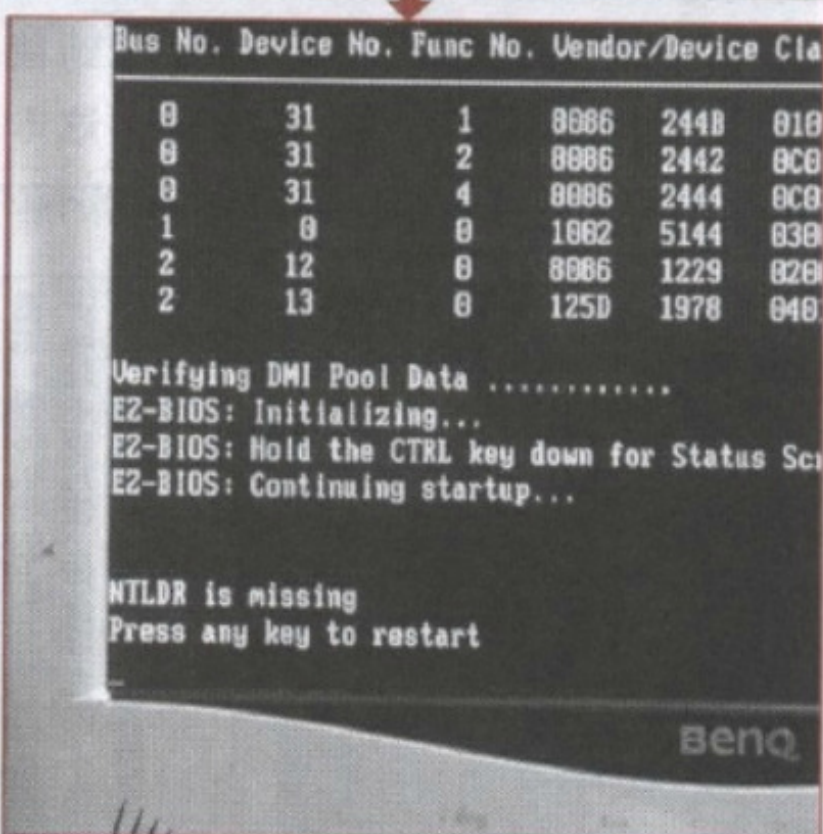 Bus No. Device No. Func No. Vendor/Device Cla
0 31 1 8086 244B 010
0 31 2 8086 2442 0C0
0 31 4 8086 2444 0C0
1 0 0 1002 5144 030
2 12 0 8086 1229 020
2 13 0 125D 1978 040
Verifying DMI Pool Data ............
EZ-BIOS: Initializing...
EZ-BIOS: Hold the CTRL key down for Status Scr
EZ-BIOS: Continuing startup...
NTLDR is missing
Press any key to restart
_
BenQ